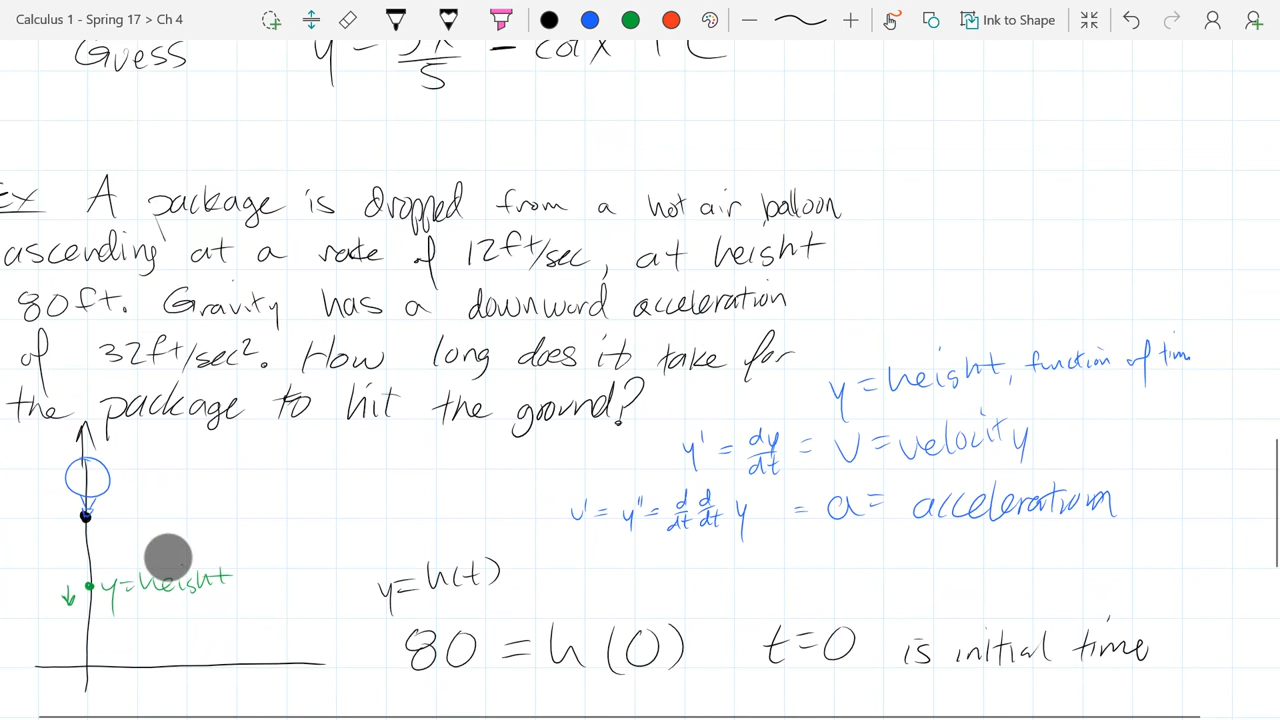 Calculus 1 - Spring 17 > Ch 4
Ink to Shape
Guess y =
5
Ex A package is dropped from a hot air balloon
ascending at a rate of 12ft/sec, at height
80ft. Gravity has a downward acceleration
of 32ft/sec². How long does it take for
the package to hit the ground?
y = height, function of time
y' = dy/dt = v = velocity
v' = y'' = d/dt d/dt y = a = acceleration
y=height
y=h(t)
80 = h(0) t=0 is initial time